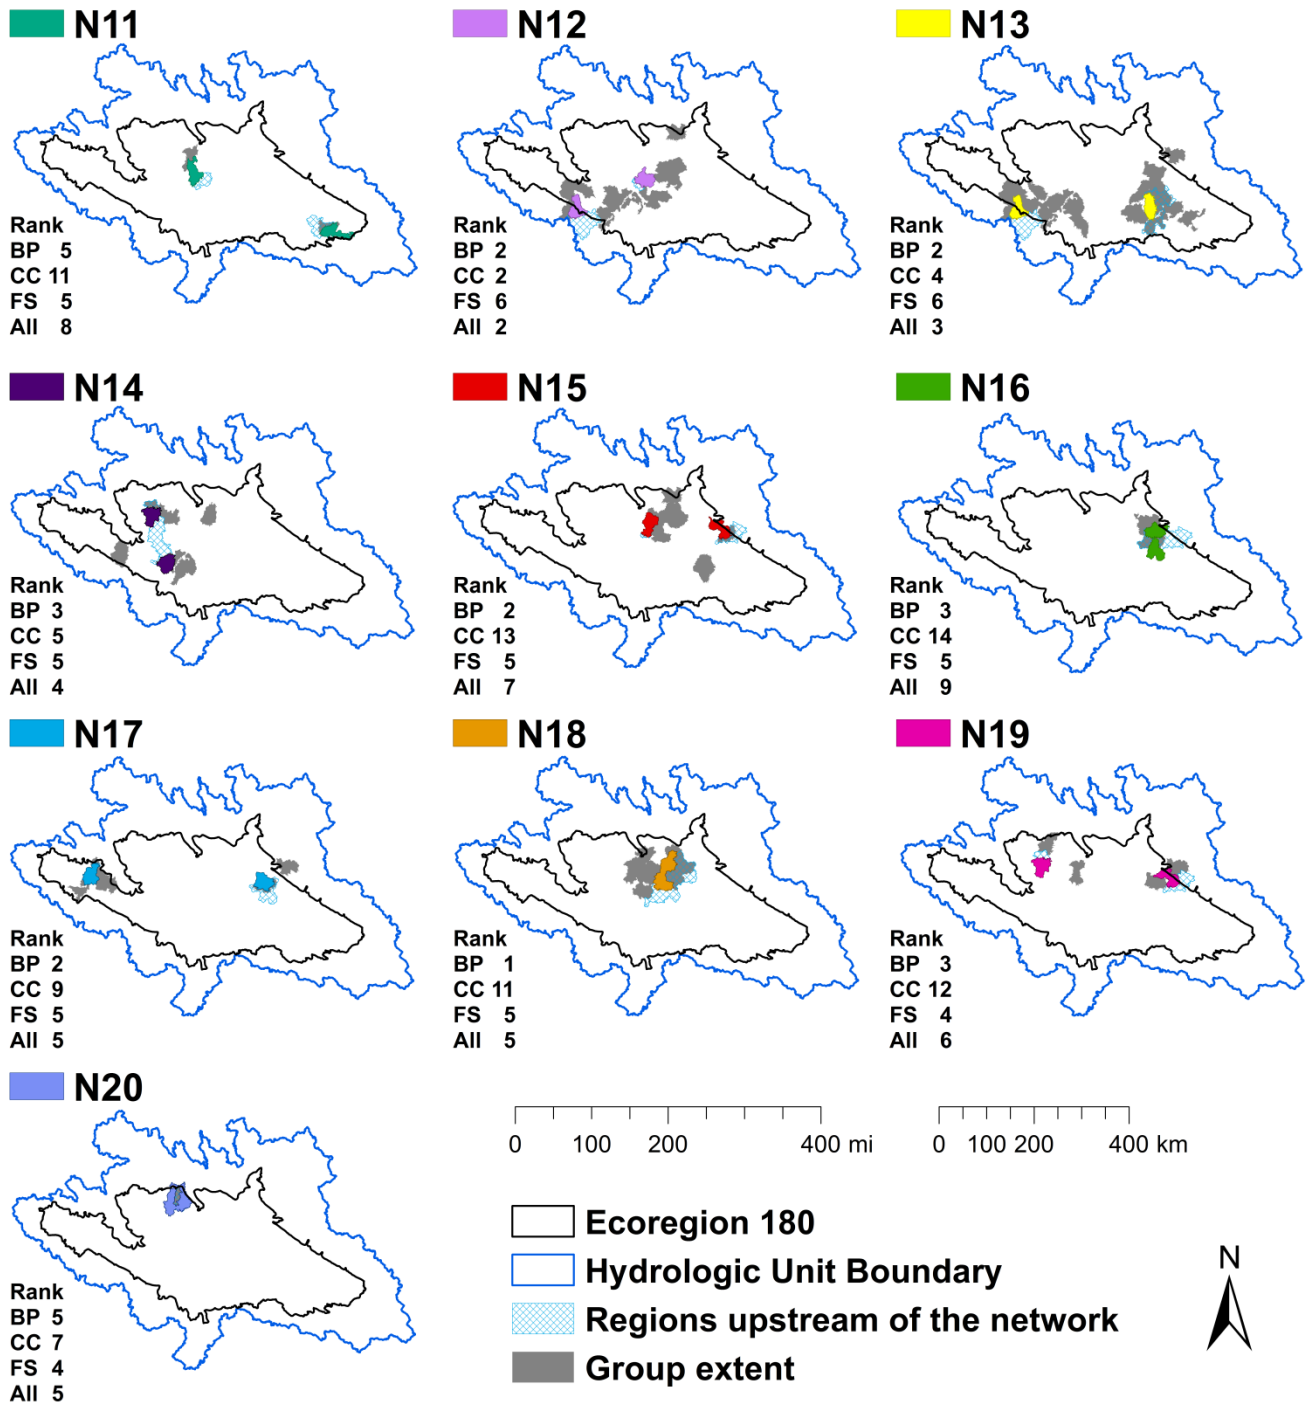 N11
Rank
BP 5
CC 11
FS 5
All 8
N12
Rank
BP 2
CC 2
FS 6
All 2
N13
Rank
BP 2
CC 4
FS 6
All 3
N14
Rank
BP 3
CC 5
FS 5
All 4
N15
Rank
BP 2
CC 13
FS 5
All 7
N16
Rank
BP 3
CC 14
FS 5
All 9
N17
Rank
BP 2
CC 9
FS 5
All 5
N18
Rank
BP 1
CC 11
FS 5
All 5
N19
Rank
BP 3
CC 12
FS 4
All 6
N20
Rank
BP 5
CC 7
FS 4
All 5
0 100 200 400 mi
0 100 200 400 km
Ecoregion 180
Hydrologic Unit Boundary
Regions upstream of the network
Group extent
N